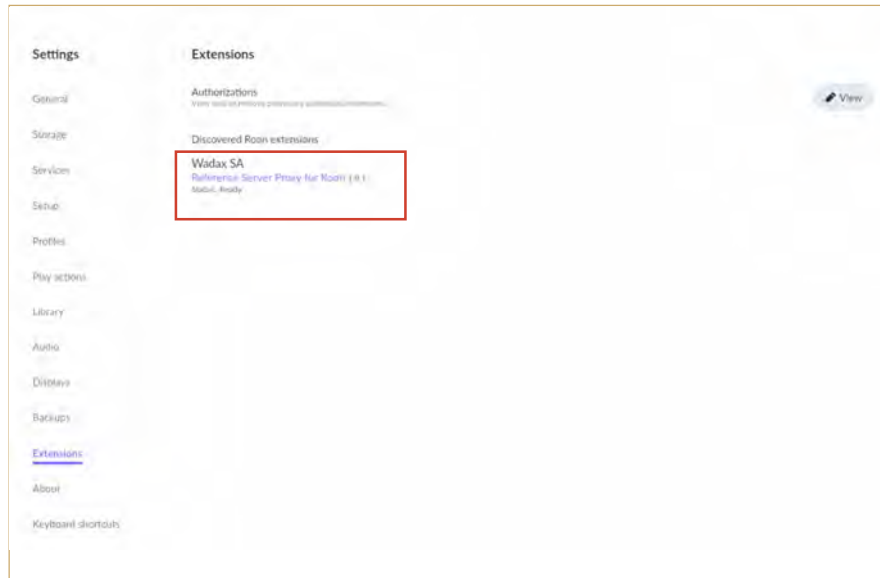 Settings
General
Storage
Services
Setup
Profiles
Play actions
Library
Audio
Displays
Backups
Extensions
About
Keyboard shortcuts
Extensions
Authorizations
View
Discovered Roon extensions
Wadax SA
Reference Server Proxy for Roon
Status: Ready